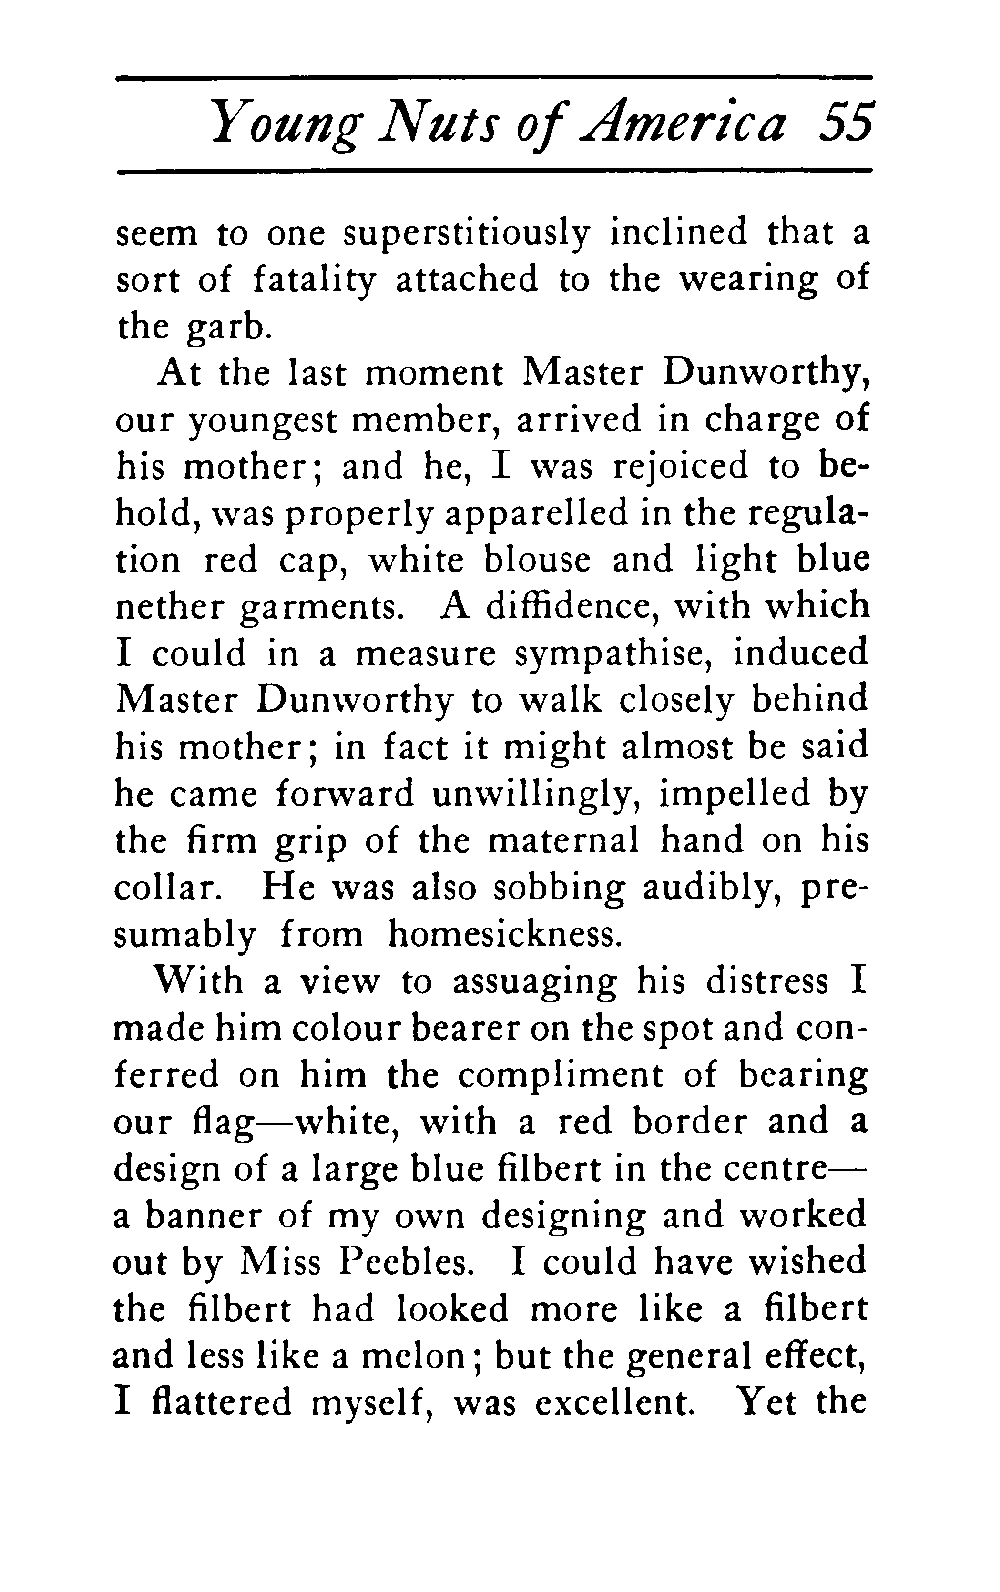 Young Nuts of America 55
seem to one superstitiously inclined that a
sort of fatality attached to the wearing of
the garb.
At the last moment Master Dunworthy,
our youngest member, arrived in charge of
his mother; and he, I was rejoiced to be-
hold, was properly apparelled in the regula-
tion red cap, white blouse and light blue
nether garments. A diffidence, with which
I could in a measure sympathise, induced
Master Dunworthy to walk closely behind
his mother; in fact it might almost be said
he came forward unwillingly, impelled by
the firm grip of the maternal hand on his
collar. He was also sobbing audibly, pre-
sumably from homesickness.
With a view to assuaging his distress I
made him colour bearer on the spot and con-
ferred on him the compliment of bearing
our flag—white, with a red border and a
design of a large blue filbert in the centre—
a banner of my own designing and worked
out by Miss Peebles. I could have wished
the filbert had looked more like a filbert
and less like a melon; but the general effect,
I flattered myself, was excellent. Yet the